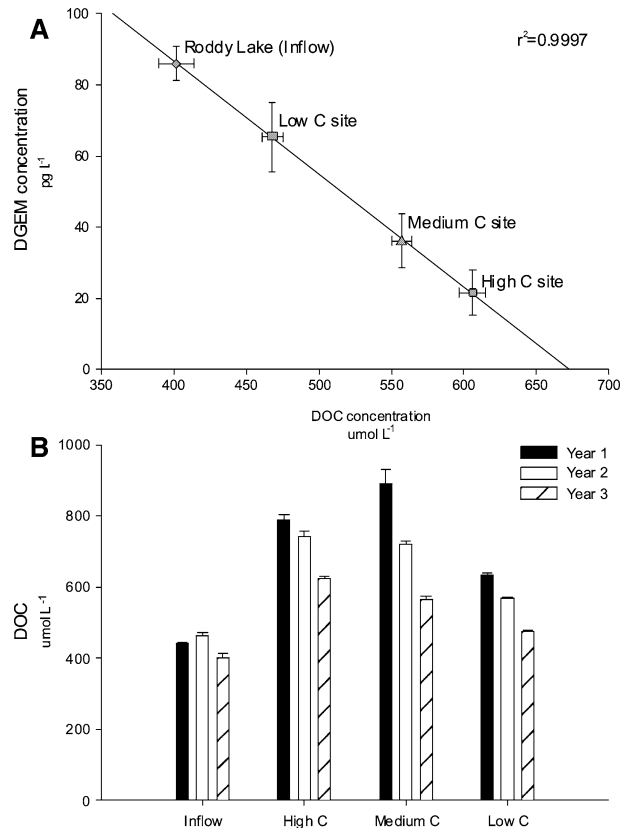 A
r²=0.9997
100
80
60
40
20
0
DGEM concentration
pg L⁻¹
Roddy Lake (Inflow)
Low C site
Medium C site
High C site
350 400 450 500 550 600 650 700
DOC concentration
umol L⁻¹
B
1000
800
600
400
200
0
DOC
umol L⁻¹
Year 1
Year 2
Year 3
Inflow High C Medium C Low C